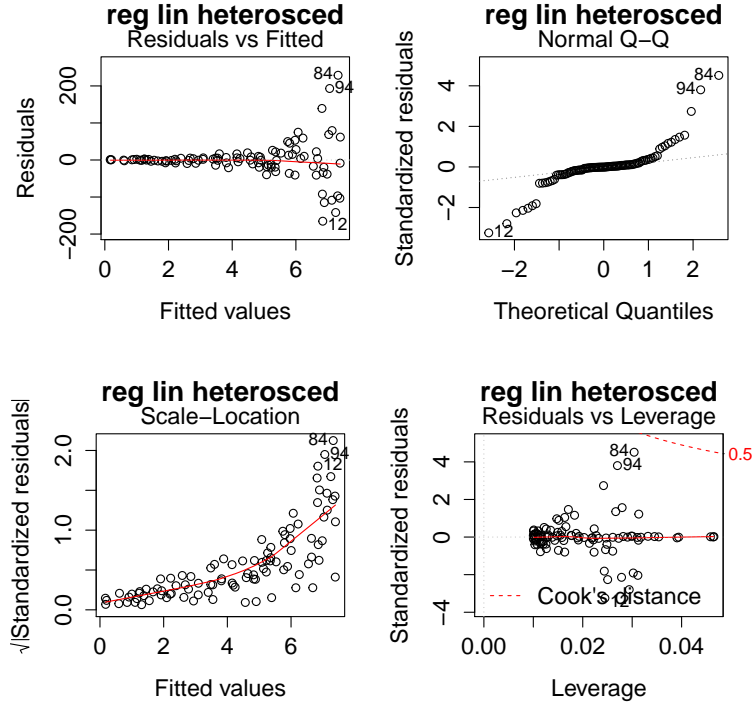 reg lin heterosced
Residuals vs Fitted
Residuals
200
0
−200
84
94
12
0 2 4 6
Fitted values
reg lin heterosced
Normal Q−Q
Standardized residuals
4
2
0
−2
84
94
12
−2 −1 0 1 2
Theoretical Quantiles
reg lin heterosced
Scale−Location
√|Standardized residuals|
2.0
1.0
0.0
84
94
12
0 2 4 6
Fitted values
reg lin heterosced
Residuals vs Leverage
Standardized residuals
4
2
0
−2
−4
84
94
12
0.5
Cook's distance
0.00 0.02 0.04
Leverage